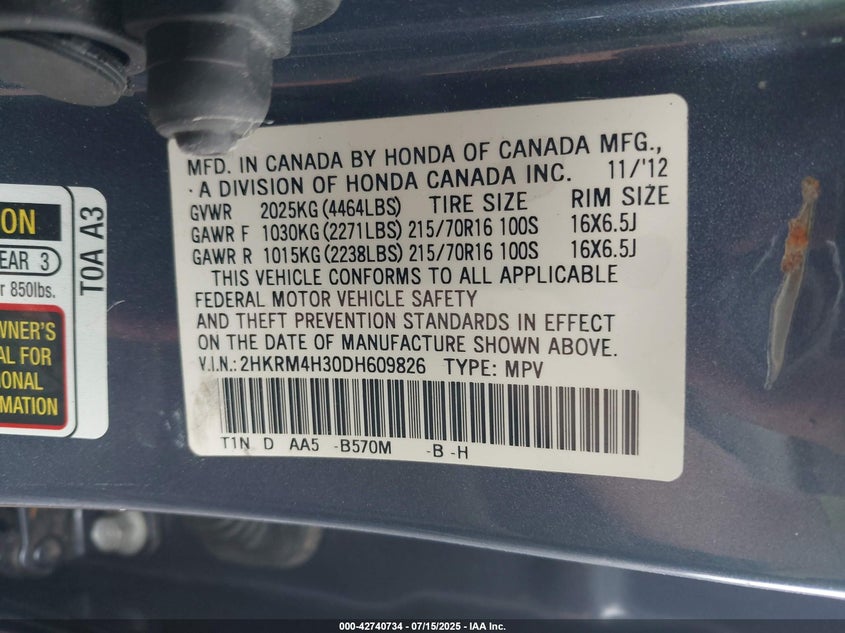 MFD. IN CANADA BY HONDA OF CANADA MFG.,
·A DIVISION OF HONDA CANADA INC. 11/'12
GVWR 2025KG(4464LBS) TIRE SIZE RIM SIZE
GAWR F 1030KG(2271LBS) 215/70R16 100S 16X6.5J
GAWR R 1015KG(2238LBS) 215/70R16 100S 16X6.5J
THIS VEHICLE CONFORMS TO ALL APPLICABLE
FEDERAL MOTOR VEHICLE SAFETY
AND THEFT PREVENTION STANDARDS IN EFFECT
ON THE DATE OF MANUFACTURE SHOWN ABOVE.
V.I.N.: 2HKRM4H30DH609826 TYPE: MPV
T1N D AA5 -B570M -B -H
ON
EAR 3
r 850lbs.
WNER'S
AL FOR
IONAL
RMATION
T0A A3
000-42740734 - 07/15/2025 - IAA Inc.